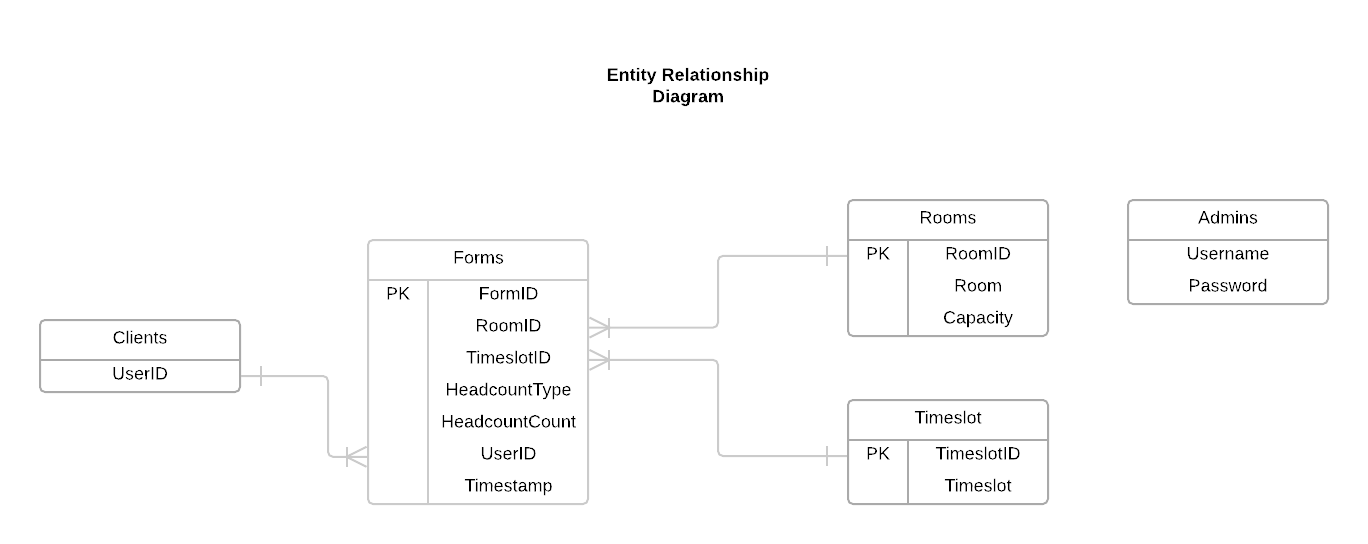 Entity Relationship
Diagram
Clients
UserID
Forms
PK FormID
RoomID
TimeslotID
HeadcountType
HeadcountCount
UserID
Timestamp
Rooms
PK RoomID
Room
Capacity
Timeslot
PK TimeslotID
Timeslot
Admins
Username
Password